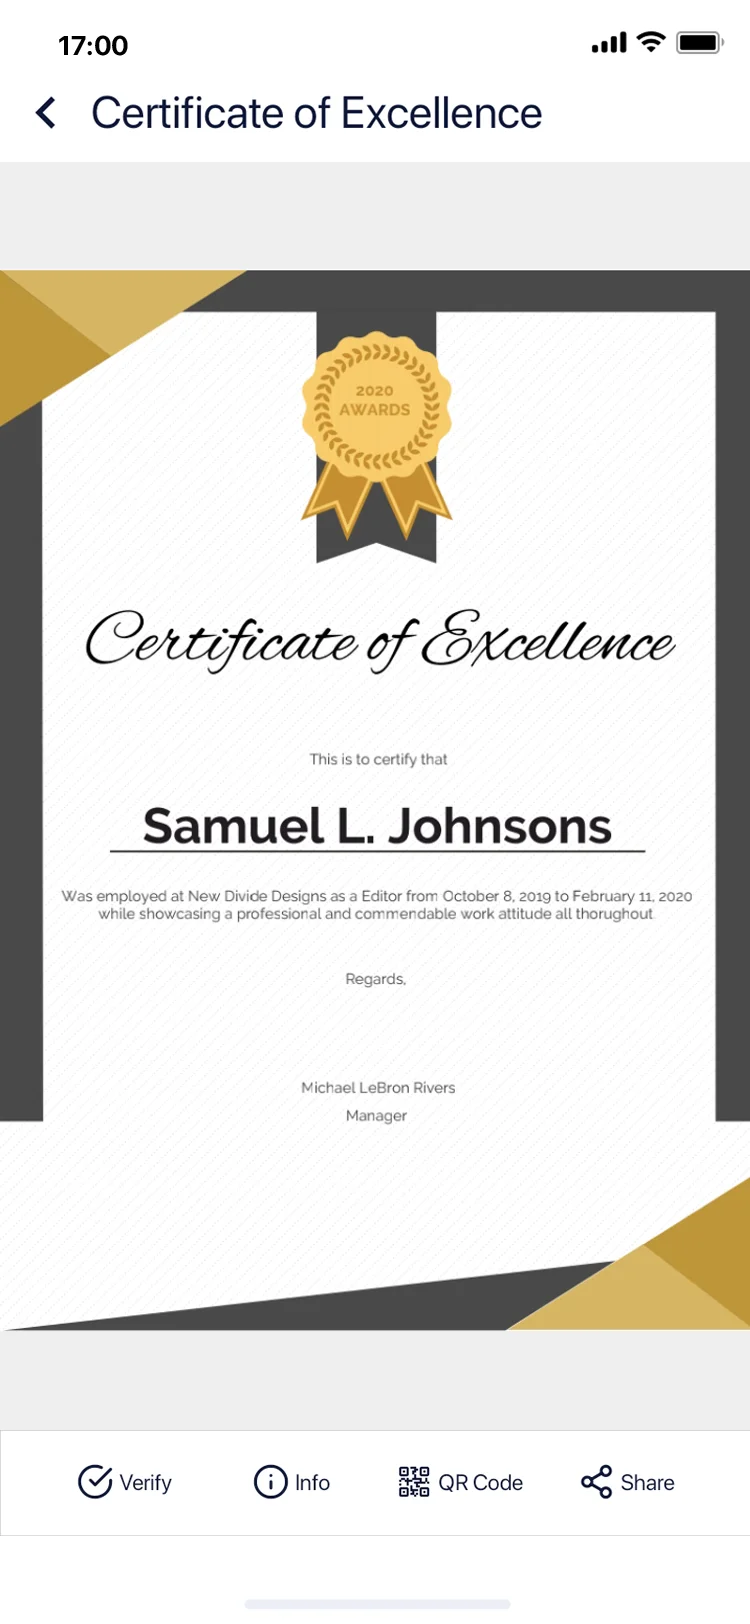 17:00
Certificate of Excellence
2020
AWARDS
Certificate of Excellence
This is to certify that
Samuel L. Johnsons
Was employed at New Divide Designs as a Editor from October 8, 2019 to February 11, 2020
while showcasing a professional and commendable work attitude all thorughout
Regards,
Michael LeBron Rivers
Manager
Verify
Info
QR Code
Share